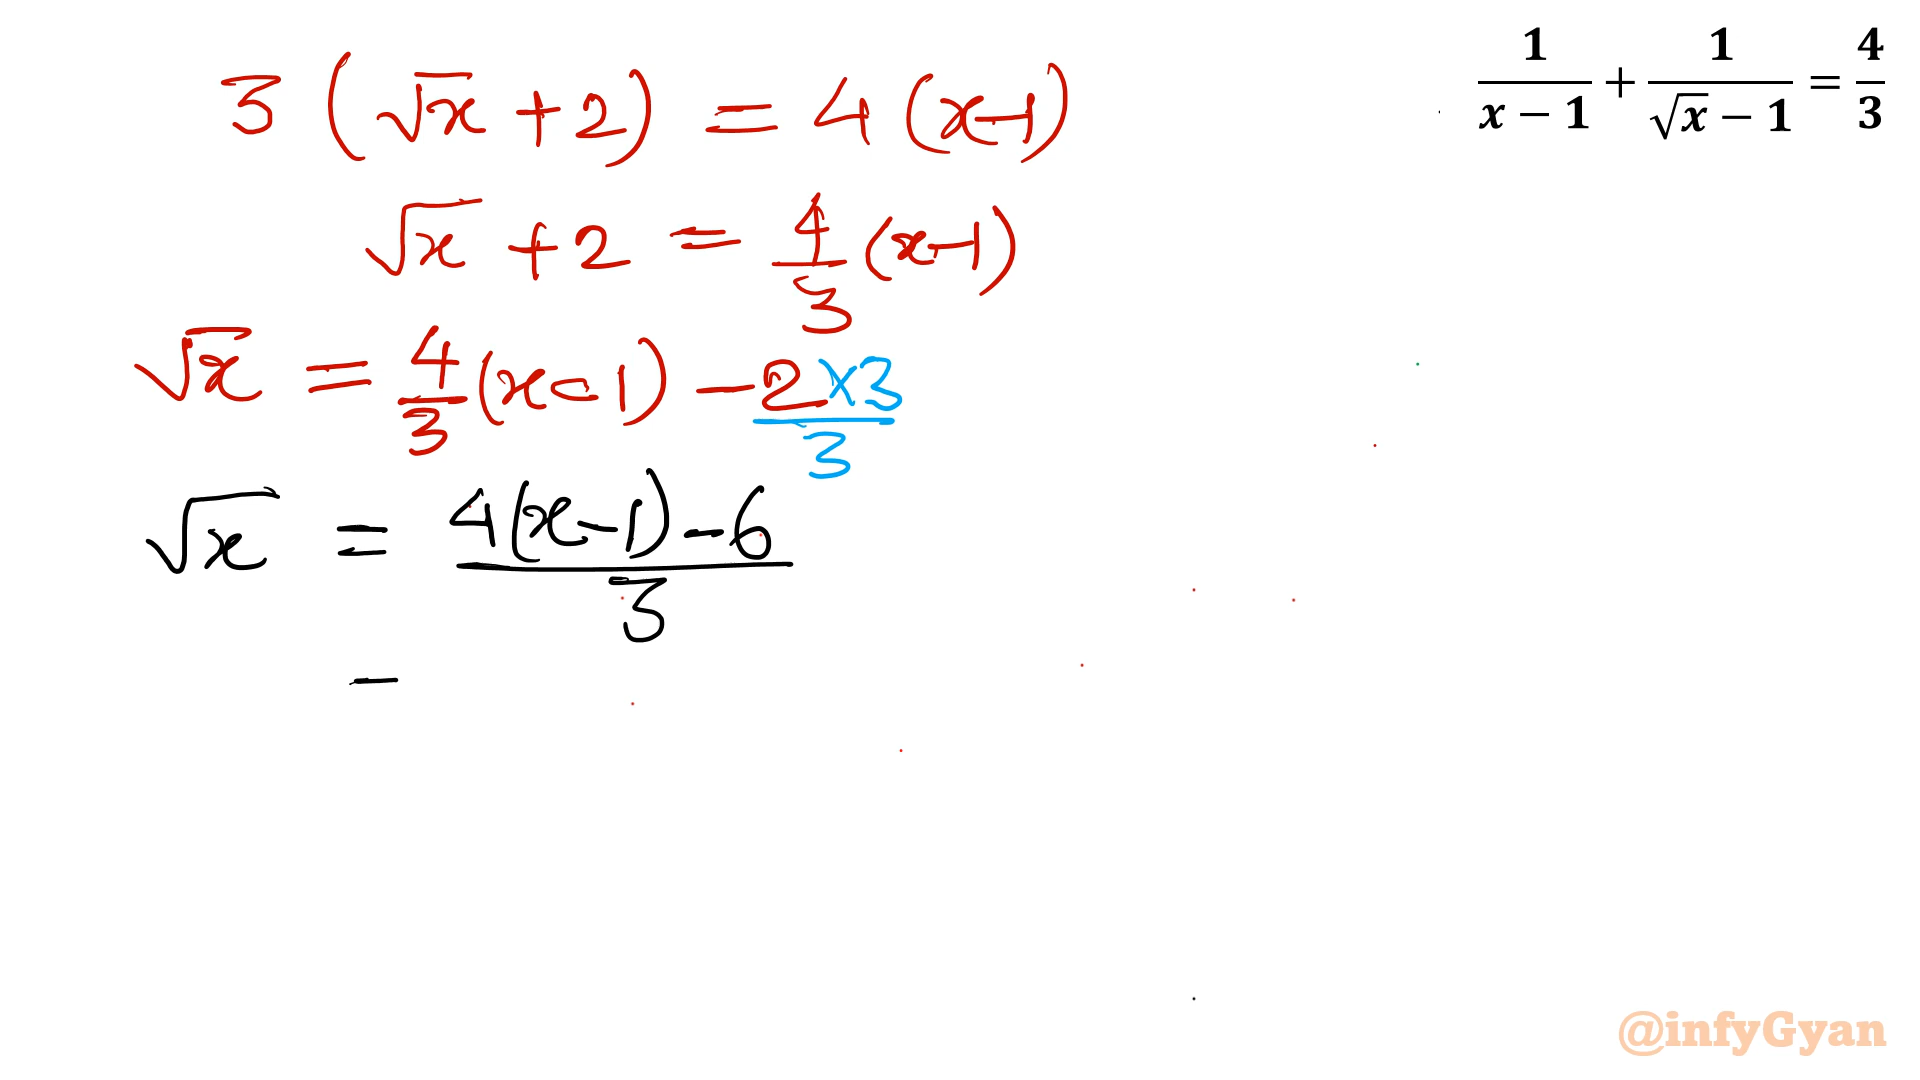 3 (√x + 2) = 4 (x-1)
1/(x − 1) + 1/(√x − 1) = 4/3
√x + 2 = 4/3 (x-1)
√x = 4/3 (x-1) - 2×3/3
√x = (4(x-1)-6)/3
@infyGyan